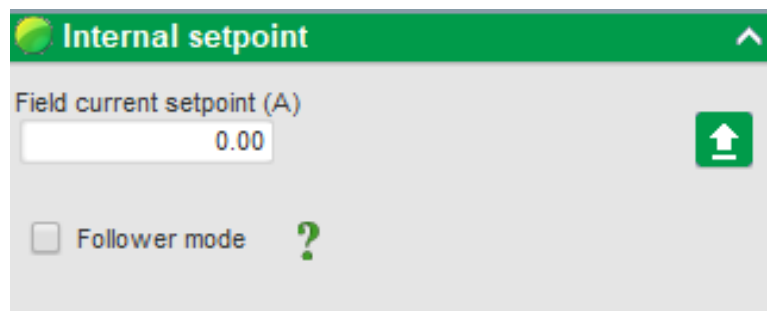 Internal setpoint
Field current setpoint (A)
0.00
Follower mode ?